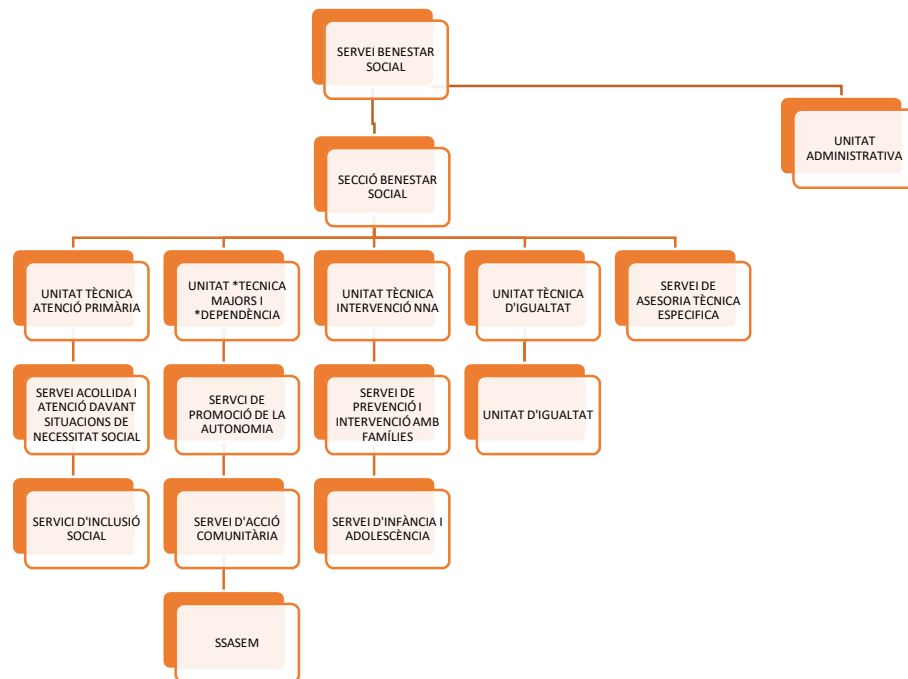 SERVEI BENESTAR
SOCIAL
UNITAT
ADMINISTRATIVA
SECCIÓ BENESTAR
SOCIAL
UNITAT TÈCNICA
ATENCIÓ PRIMÀRIA
UNITAT *TECNICA
MAJORS I
*DEPENDÈNCIA
UNITAT TÈCNICA
INTERVENCIÓ NNA
UNITAT TÈCNICA
D'IGUALTAT
SERVEI DE
ASESORIA TÈCNICA
ESPECIFICA
SERVEI ACOLLIDA I
ATENCIÓ DAVANT
SITUACIONS DE
NECESSITAT SOCIAL
SERVCI DE
PROMOCIÓ DE LA
AUTONOMIA
SERVEI DE
PREVENCIÓ I
INTERVENCIÓ AMB
FAMÍLIES
UNITAT D'IGUALTAT
SERVICI D'INCLUSIÓ
SOCIAL
SERVEI D'ACCIÓ
COMUNITÀRIA
SERVEI D'INFÀNCIA I
ADOLESCÈNCIA
SSASEM